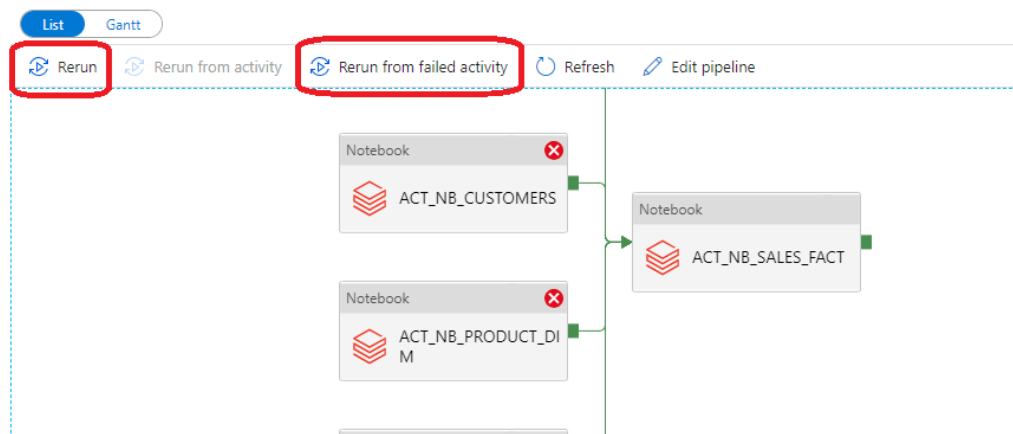 List Gantt
Rerun Rerun from activity Rerun from failed activity Refresh Edit pipeline
Notebook
ACT_NB_CUSTOMERS
Notebook
ACT_NB_SALES_FACT
Notebook
ACT_NB_PRODUCT_DI
M